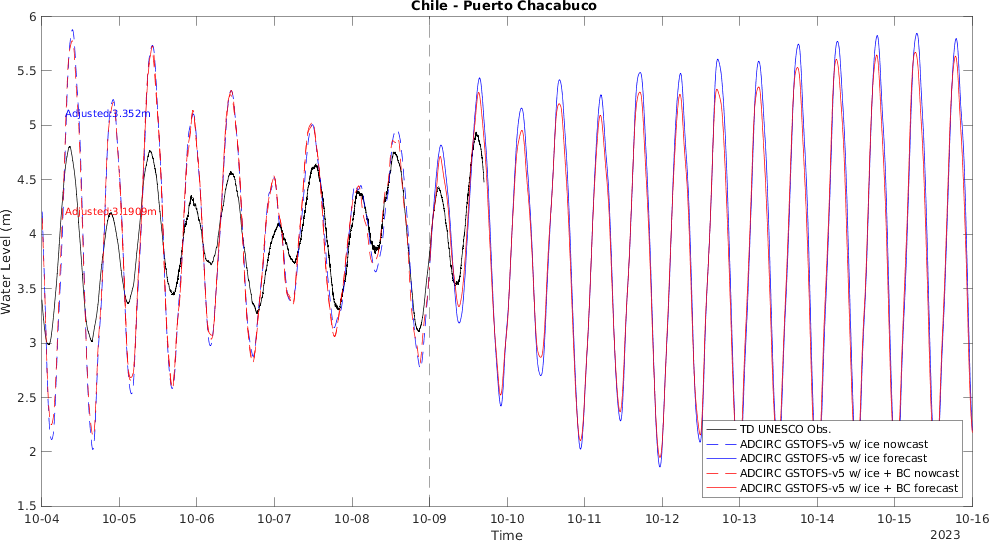 Chile - Puerto Chacabuco
Water Level (m)
6
5.5
5
4.5
4
3.5
3
2.5
2
1.5
Adjusted:3.352m
Adjusted:3.1909m
TD UNESCO Obs.
ADCIRC GSTOFS-v5 w/ ice nowcast
ADCIRC GSTOFS-v5 w/ ice forecast
ADCIRC GSTOFS-v5 w/ ice + BC nowcast
ADCIRC GSTOFS-v5 w/ ice + BC forecast
10-04 10-05 10-06 10-07 10-08 10-09 10-10 10-11 10-12 10-13 10-14 10-15 10-16
Time
2023